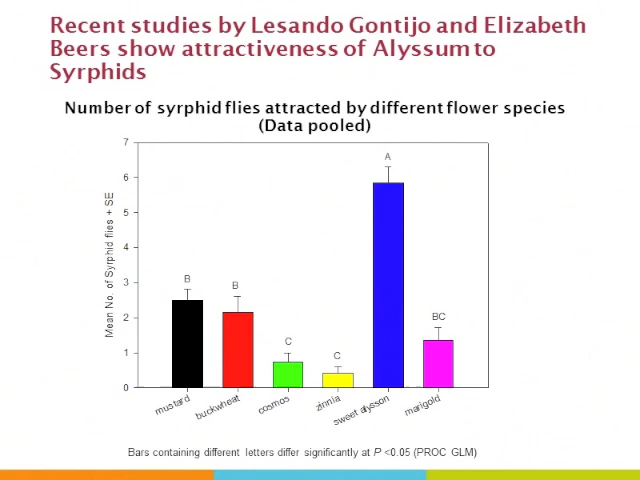 Recent studies by Lesando Gontijo and Elizabeth
Beers show attractiveness of Alyssum to
Syrphids
Number of syrphid flies attracted by different flower species
(Data pooled)
Mean No. of Syrphid flies + SE
7
6
5
4
3
2
1
0
B
B
C
C
A
BC
mustard
buckwheat
cosmos
zinnia
sweet alysson
marigold
Bars containing different letters differ significantly at P <0.05 (PROC GLM)